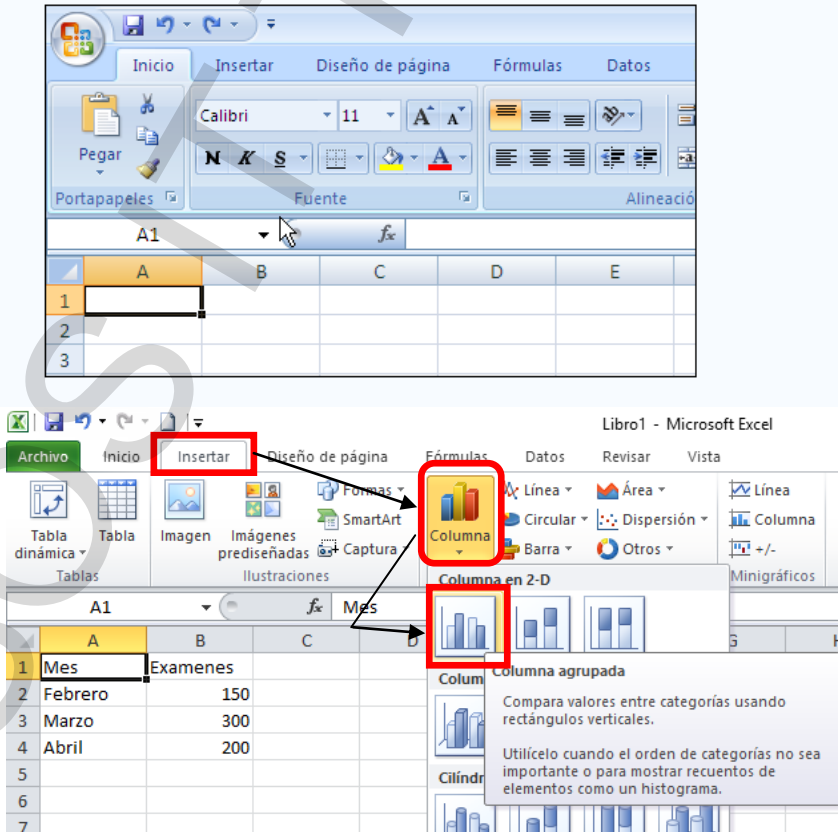 Inicio Insertar Diseño de página Fórmulas Datos
Calibri 11 A A
Pegar N K S A
Portapapeles Fuente Alineació
A1 fx
A B C D E
1
2
3
Libro1 - Microsoft Excel
Archivo Inicio Insertar Diseño de página Fórmulas Datos Revisar Vista
Formas Línea Área Línea
SmartArt Circular Dispersión Columna
Tabla dinámica Tabla Imagen Imágenes prediseñadas Captura Columna Barra Otros +/-
Tablas Ilustraciones Minigráficos
Columna en 2-D
A1 fx Mes
A B C D G H
1 Mes Examenes
2 Febrero 150
3 Marzo 300
4 Abril 200
5
6
7
Colum
Cilíndr
Columna agrupada
Compara valores entre categorías usando
rectángulos verticales.
Utilícelo cuando el orden de categorías no sea
importante o para mostrar recuentos de
elementos como un histograma.